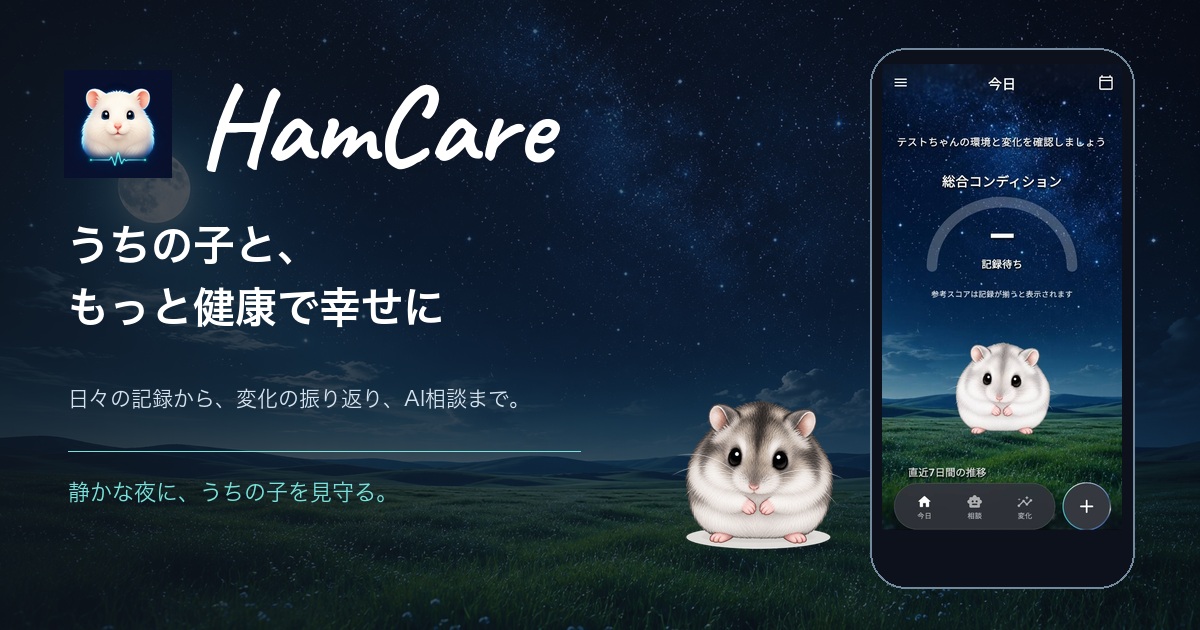 HamCare
うちの子と、
もっと健康で幸せに
日々の記録から、変化の振り返り、AI相談まで。
静かな夜に、うちの子を見守る。
今日
テストちゃんの環境と変化を確認しましょう
総合コンディション
—
記録待ち
参考スコアは記録が揃うと表示されます
直近7日間の推移
今日 相談 変化